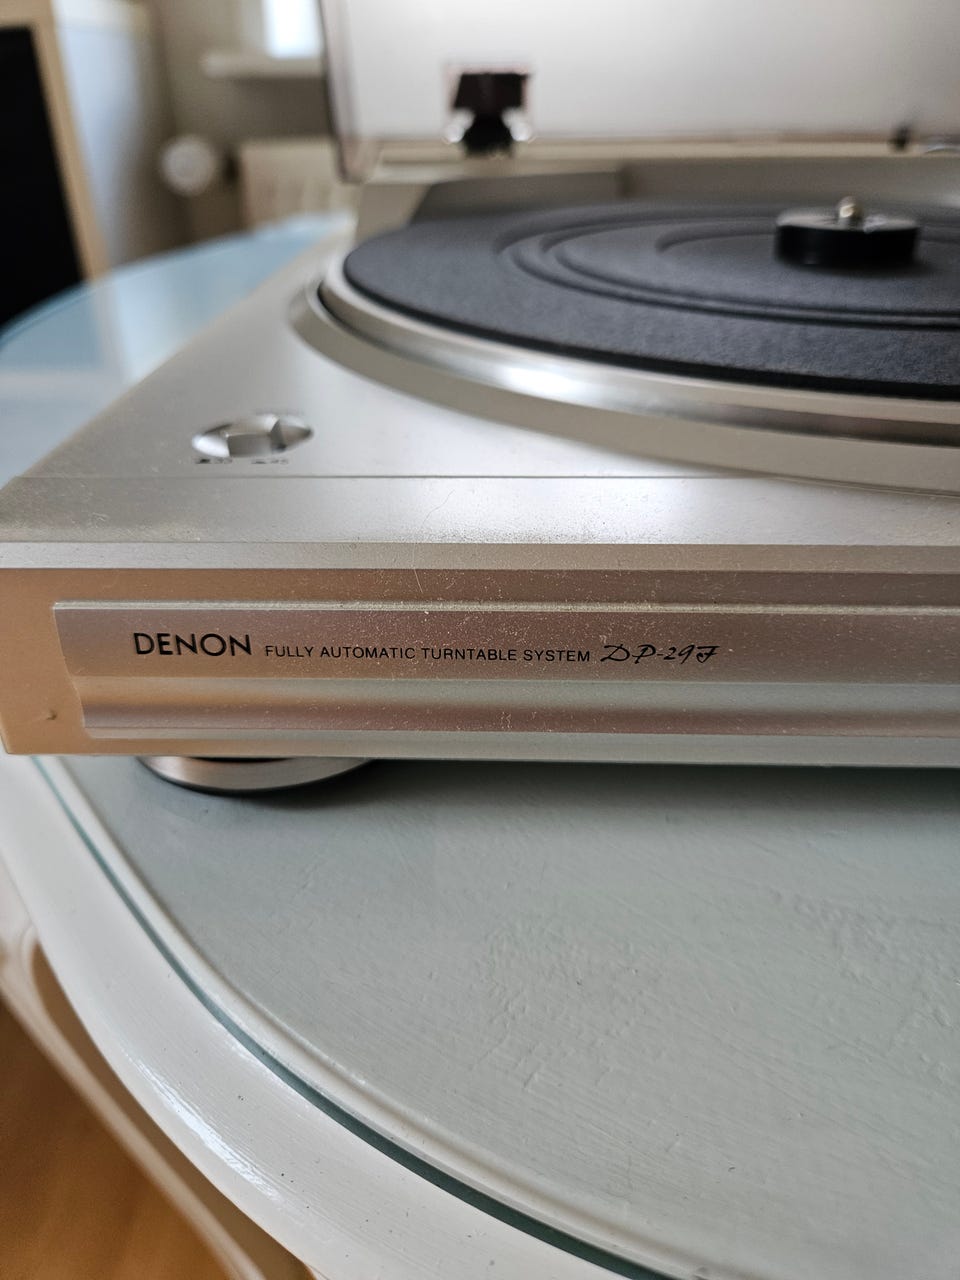 DENON FULLY AUTOMATIC TURNTABLE SYSTEM DP-29F